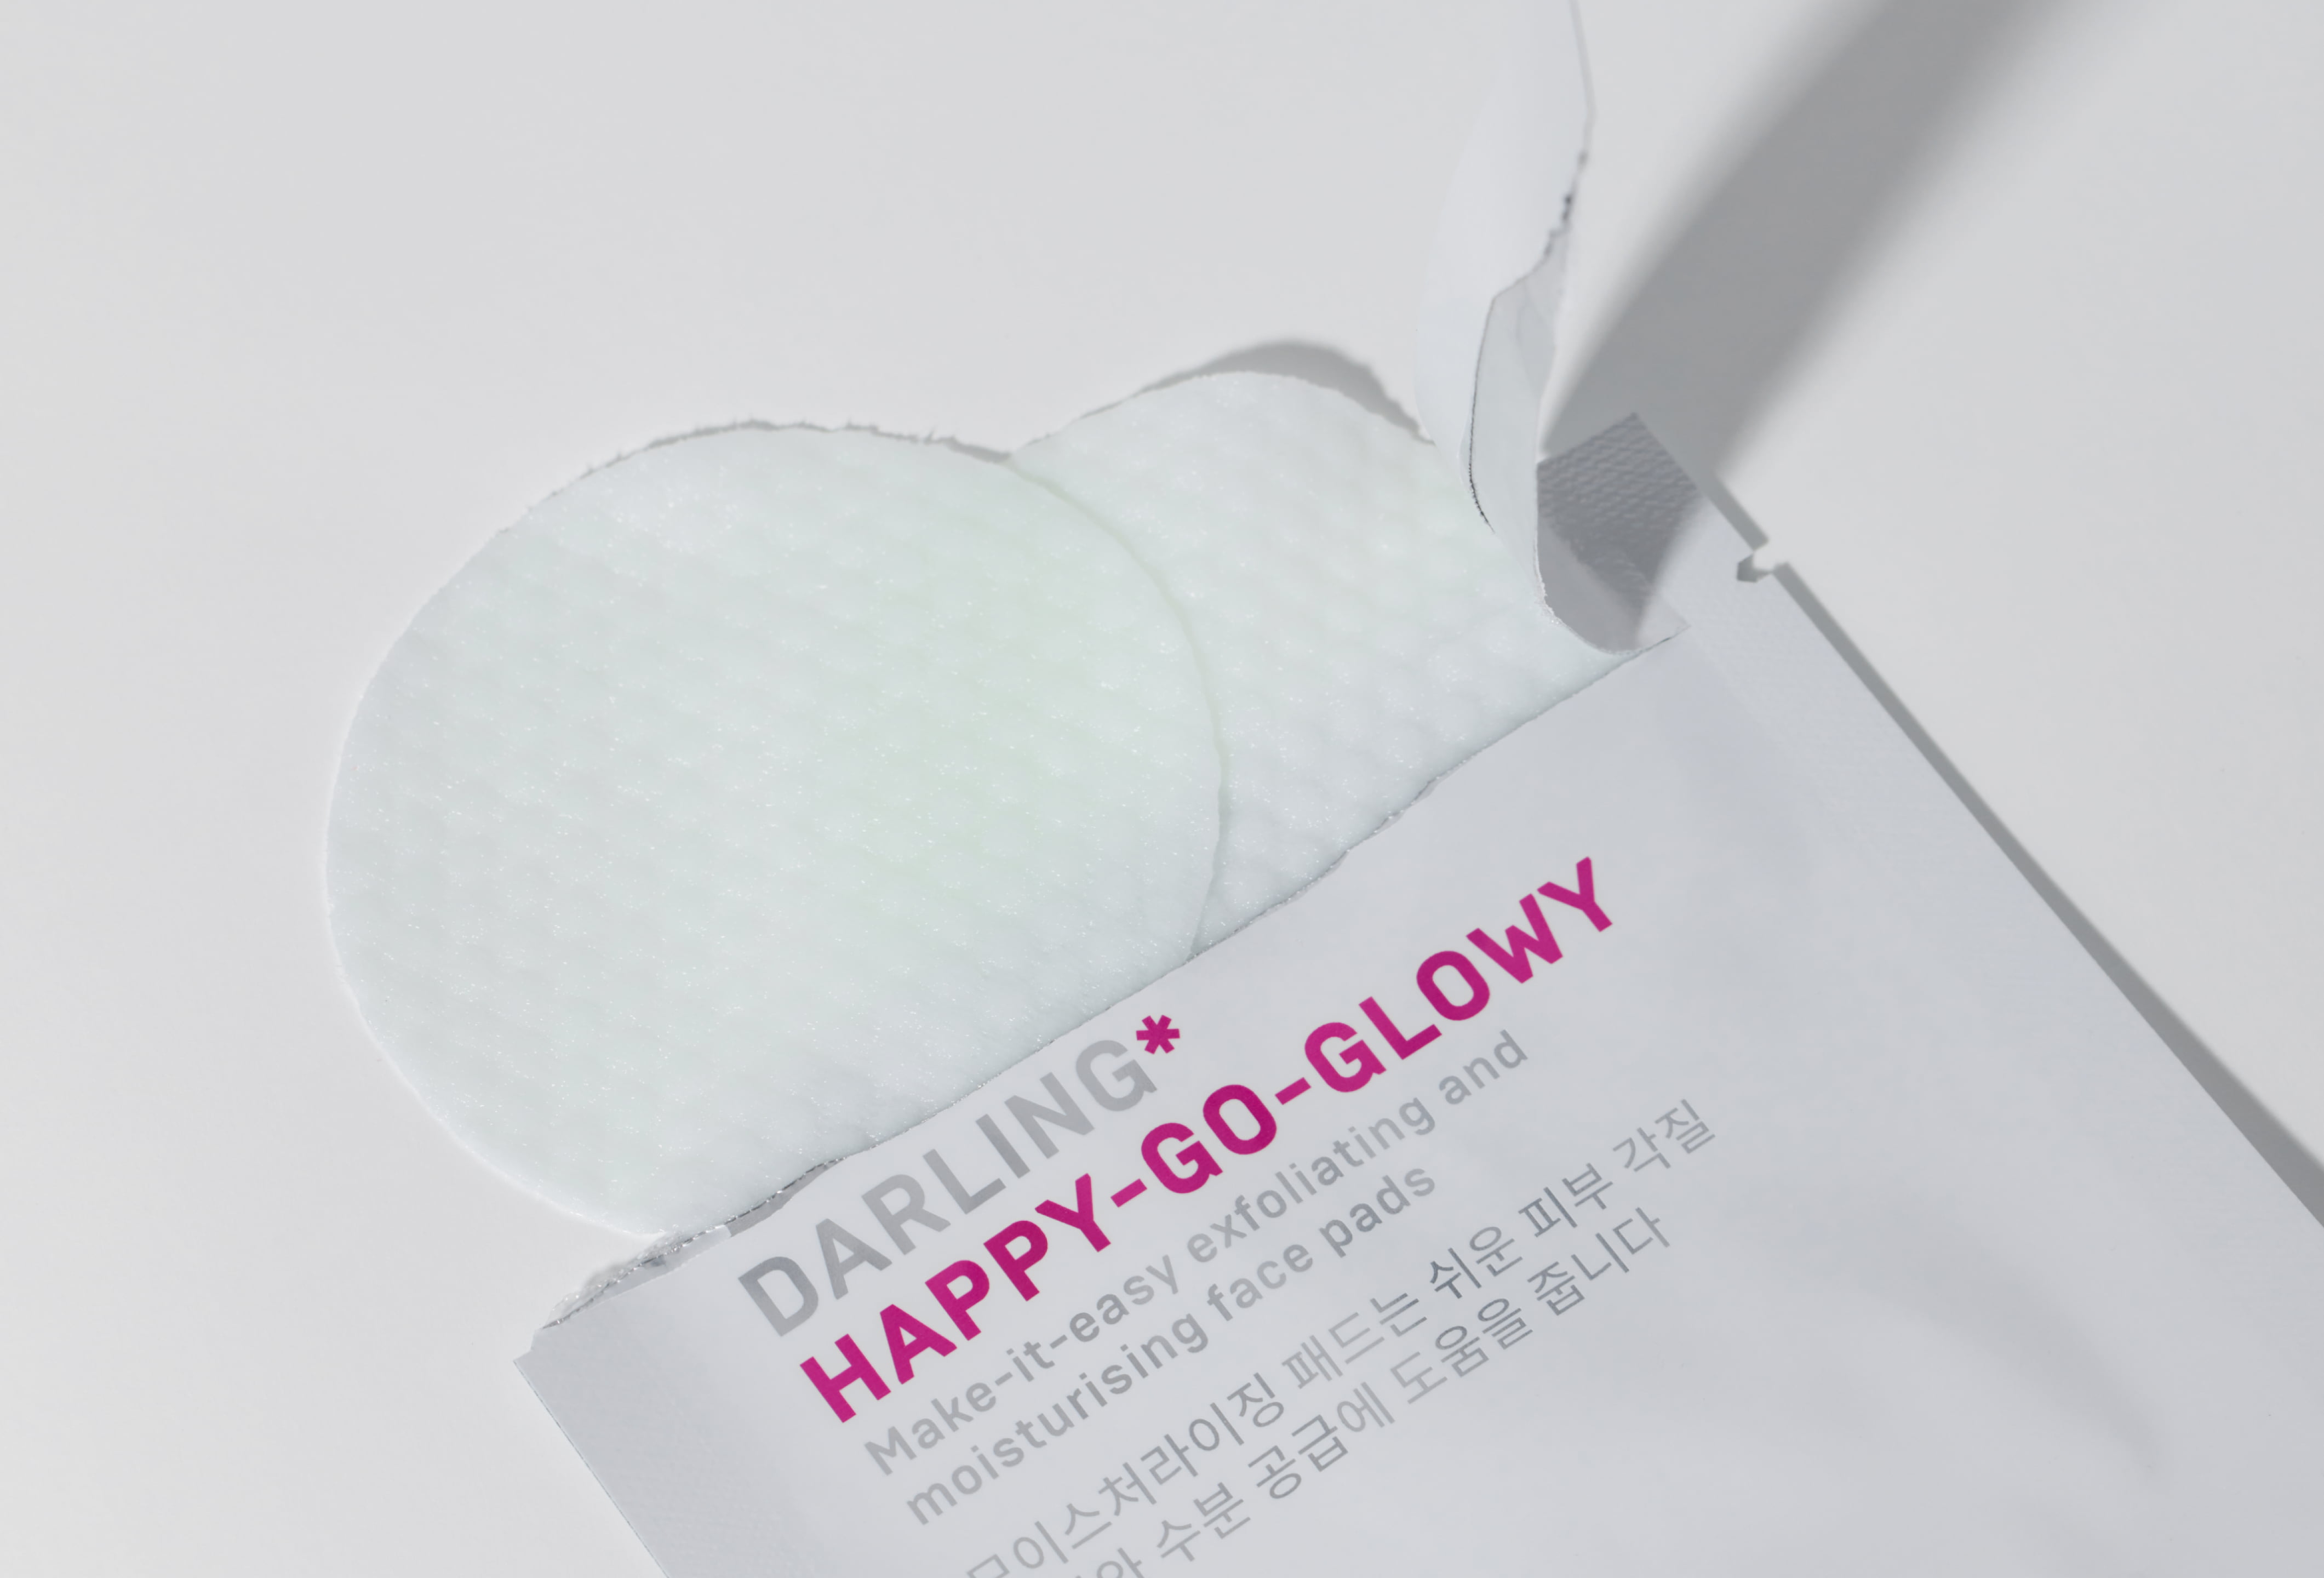 DARLING*
HAPPY-GO-GLOWY
Make-it-easy exfoliating and
moisturising face pads
모이스처라이징 패드는 쉬운 피부 각질
수분 공급에 도움을 줍니다